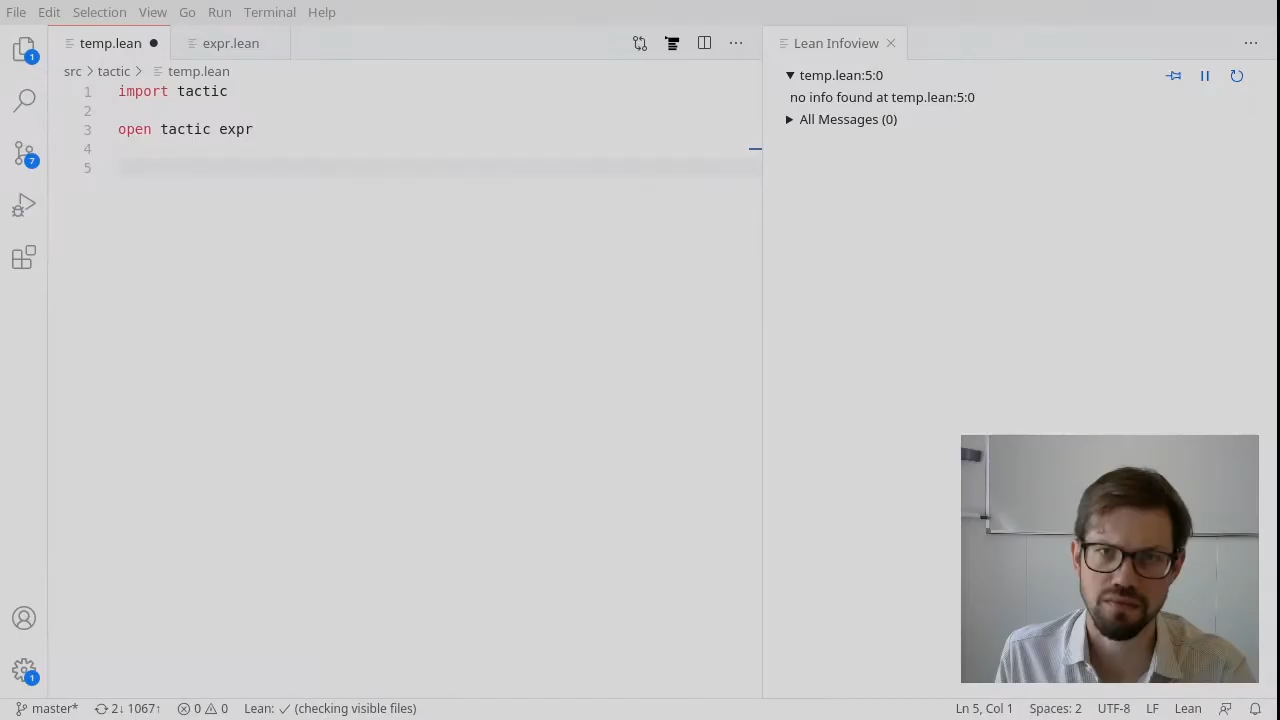 File Edit Selection View Go Run Terminal Help
temp.lean expr.lean Lean Infoview
src tactic temp.lean
temp.lean:5:0
no info found at temp.lean:5:0
All Messages (0)
1 import tactic
2
3 open tactic expr
4
5
1
7
1
master* 2↓ 1067↑ 0 0 Lean: ✓ (checking visible files) Ln 5, Col 1 Spaces: 2 UTF-8 LF Lean